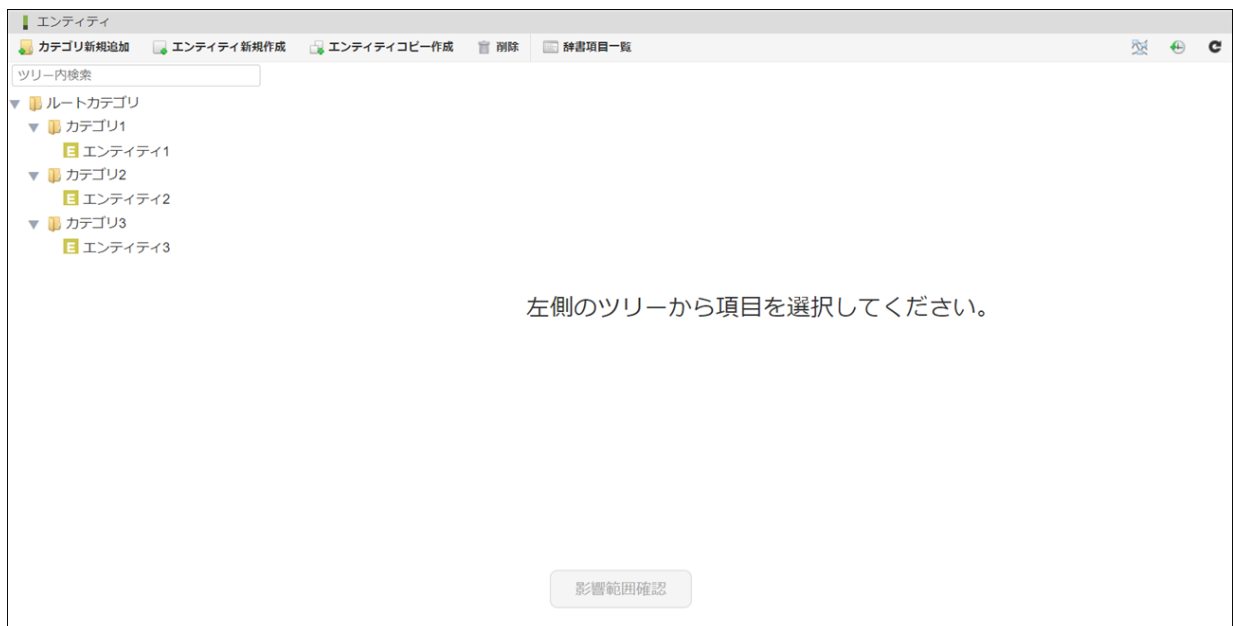 エンティティ
カテゴリ新規追加 エンティティ新規作成 エンティティコピー作成 削除 辞書項目一覧
ツリー内検索
ルートカテゴリ
カテゴリ1
E エンティティ1
カテゴリ2
E エンティティ2
カテゴリ3
E エンティティ3
左側のツリーから項目を選択してください。
影響範囲確認